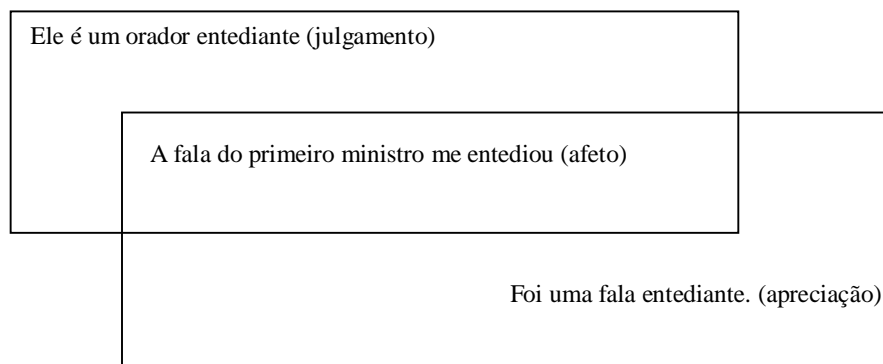 Ele é um orador entediante (julgamento)
A fala do primeiro ministro me entediou (afeto)
Foi uma fala entediante. (apreciação)